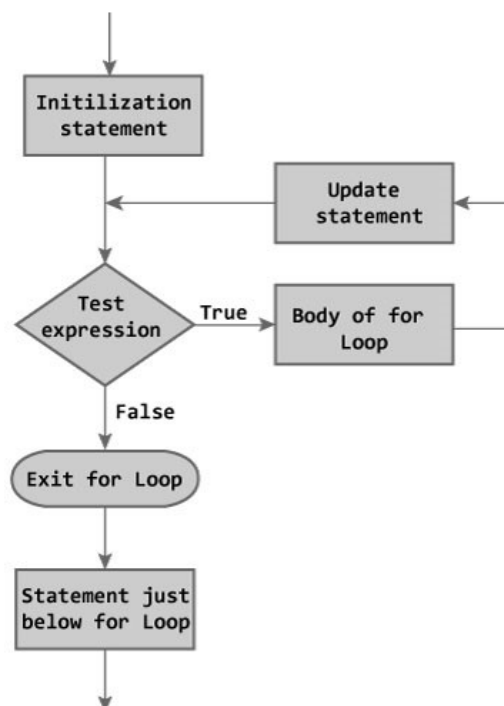 Initilization
statement
Update
statement
Test
expression
True
Body of for
Loop
False
Exit for Loop
Statement just
below for Loop